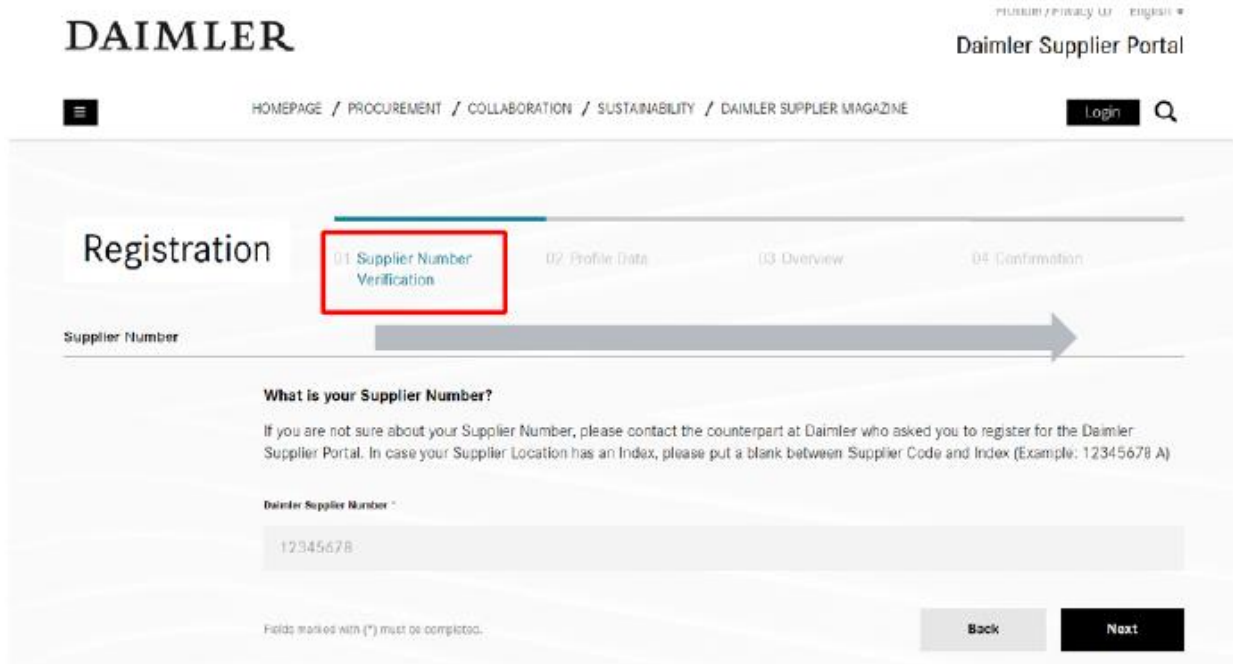 DAIMLER
English
Daimler Supplier Portal
HOMEPAGE / PROCUREMENT / COLLABORATION / SUSTAINABILITY / DAIMLER SUPPLIER MAGAZINE
Login
Registration
01 Supplier Number Verification
02 Profile Data
03 Overview
04 Confirmation
Supplier Number
What is your Supplier Number?
If you are not sure about your Supplier Number, please contact the counterpart at Daimler who asked you to register for the Daimler
Supplier Portal. In case your Supplier Location has an Index, please put a blank between Supplier Code and Index (Example: 12345678 A)
Daimler Supplier Number *
12345678
Fields marked with (*) must be completed.
Back
Next